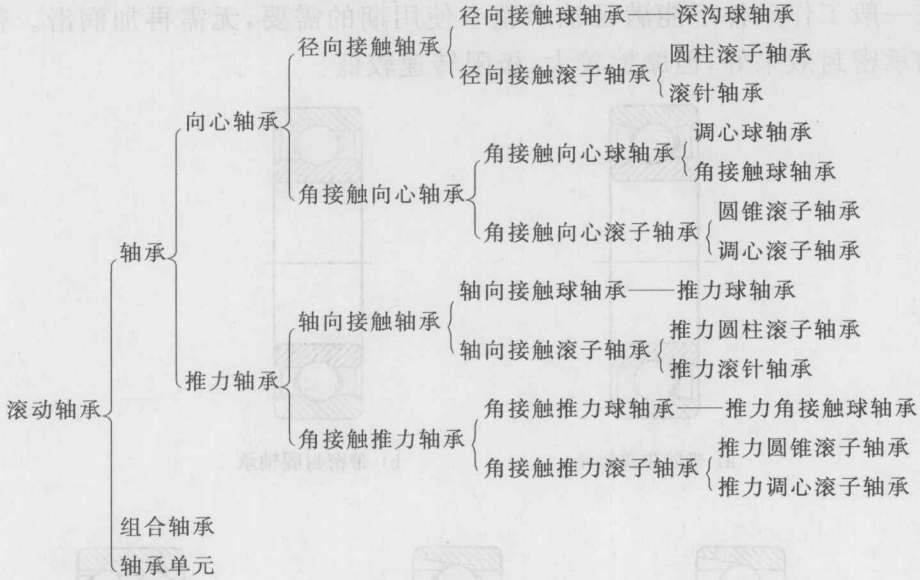 径向接触球轴承——深沟球轴承
径向接触轴承
圆柱滚子轴承
径向接触滚子轴承
滚针轴承
向心轴承
调心球轴承
角接触向心球轴承
角接触球轴承
角接触向心轴承
圆锥滚子轴承
角接触向心滚子轴承
调心滚子轴承
轴承
轴向接触球轴承——推力球轴承
轴向接触轴承
推力圆柱滚子轴承
轴向接触滚子轴承
推力滚针轴承
推力轴承
滚动轴承
角接触推力球轴承——推力角接触球轴承
角接触推力轴承
推力圆锥滚子轴承
角接触推力滚子轴承
推力调心滚子轴承
组合轴承
轴承单元